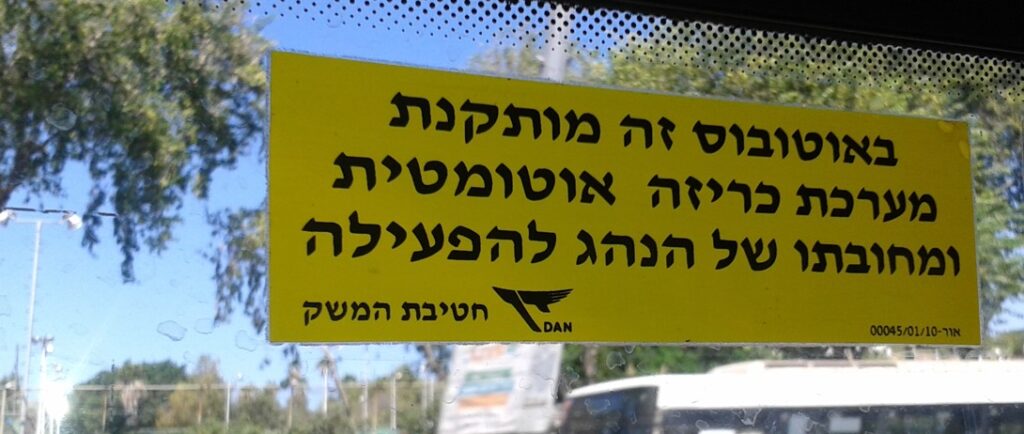 באוטובוס זה מותקנת
מערכת כריזה אוטומטית
ומחובתו של הנהג להפעילה
חטיבת המשק
DAN
אור-00045/01/10